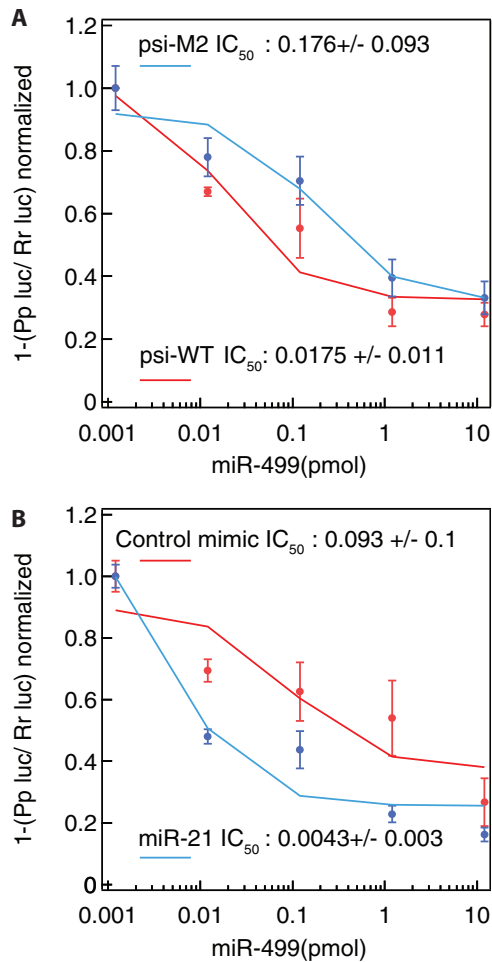 A
psi-M2 IC50 : 0.176+/- 0.093
1.2
1.0
0.8
0.6
0.4
0.2
0
1-(Pp luc/ Rr luc) normalized
psi-WT IC50: 0.0175 +/- 0.011
0.001 0.01 0.1 1 10
miR-499(pmol)
B
Control mimic IC50 : 0.093 +/- 0.1
1.2
1.0
0.8
0.6
0.4
0.2
0
1-(Pp luc/ Rr luc) normalized
miR-21 IC50 : 0.0043+/- 0.003
0.001 0.01 0.1 1 10
miR-499(pmol)